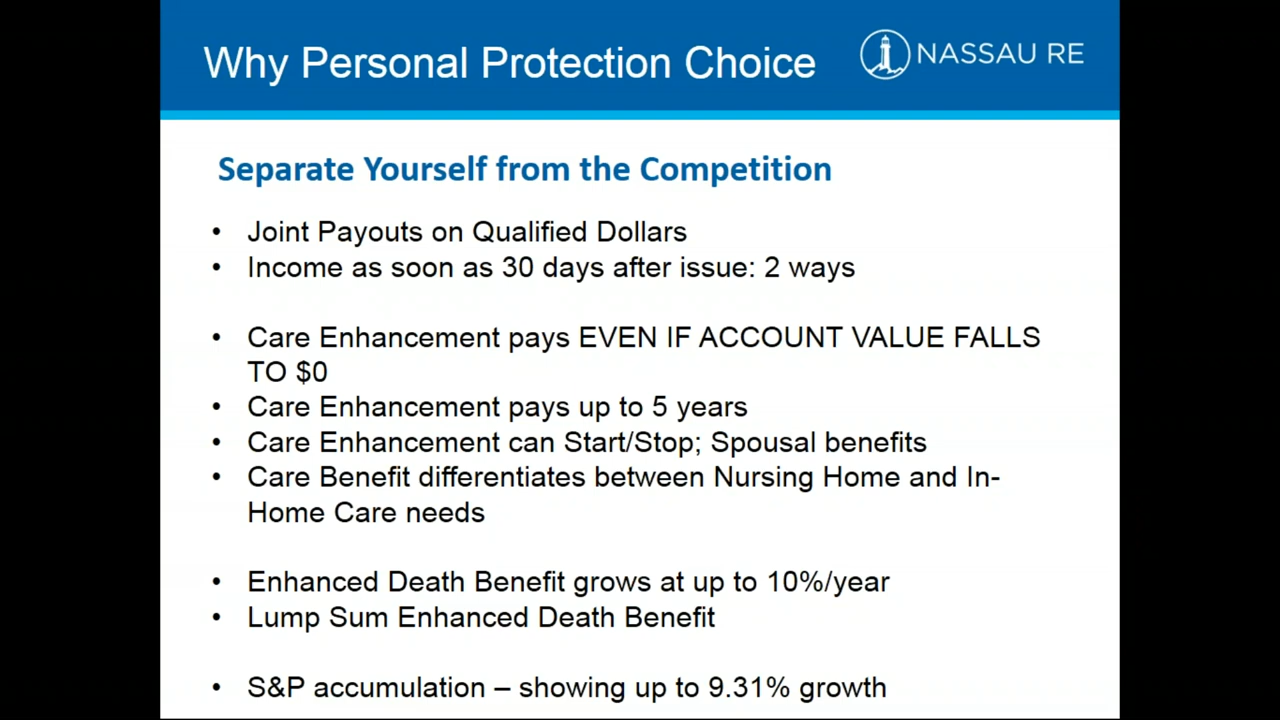 Why Personal Protection Choice
NASSAU RE
Separate Yourself from the Competition
• Joint Payouts on Qualified Dollars
• Income as soon as 30 days after issue: 2 ways
• Care Enhancement pays EVEN IF ACCOUNT VALUE FALLS
TO $0
• Care Enhancement pays up to 5 years
• Care Enhancement can Start/Stop; Spousal benefits
• Care Benefit differentiates between Nursing Home and In-
Home Care needs
• Enhanced Death Benefit grows at up to 10%/year
• Lump Sum Enhanced Death Benefit
• S&P accumulation – showing up to 9.31% growth